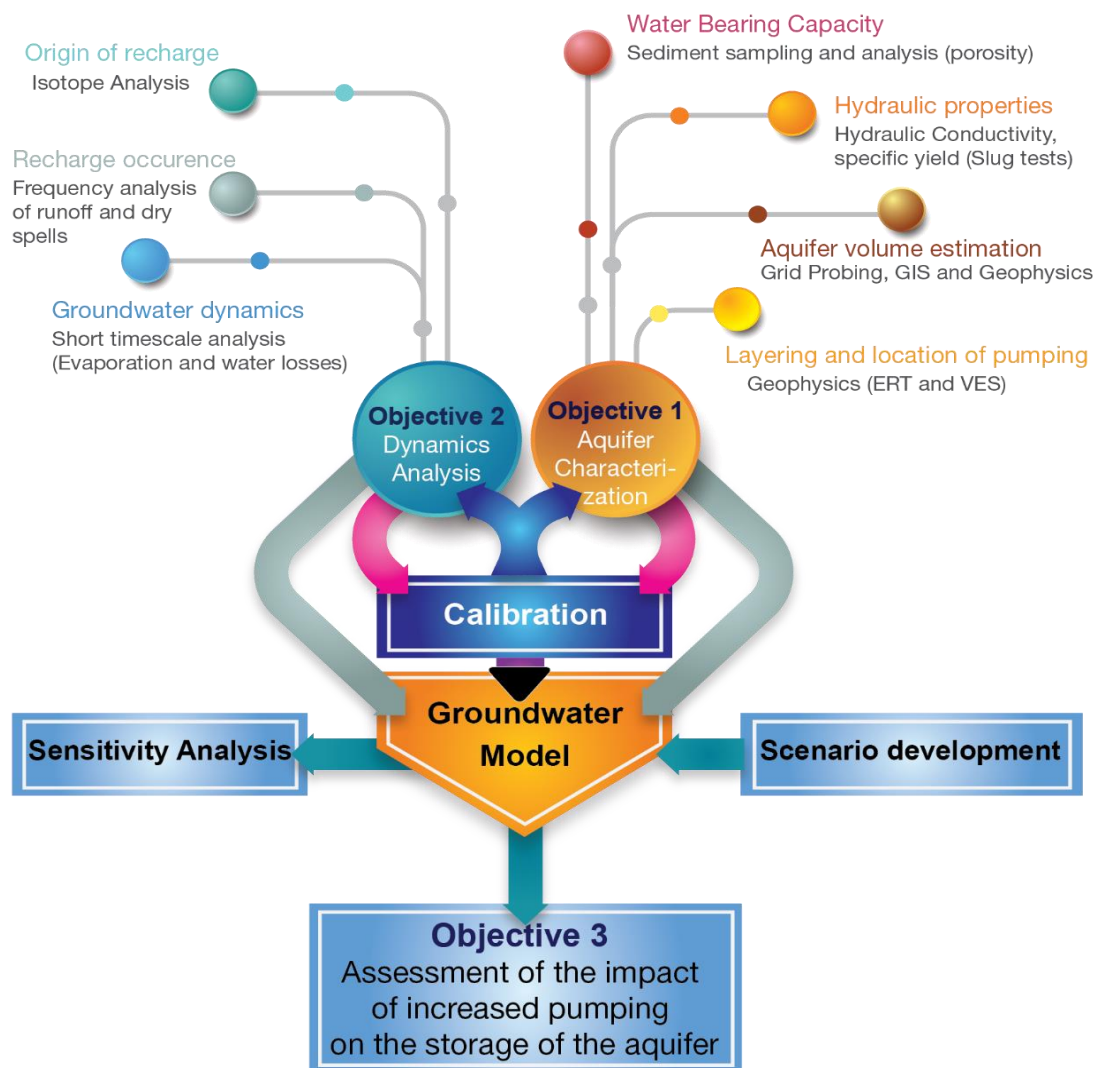 Origin of recharge
Isotope Analysis
Recharge occurence
Frequency analysis
of runoff and dry
spells
Groundwater dynamics
Short timescale analysis
(Evaporation and water losses)
Water Bearing Capacity
Sediment sampling and analysis (porosity)
Hydraulic properties
Hydraulic Conductivity,
specific yield (Slug tests)
Aquifer volume estimation
Grid Probing, GIS and Geophysics
Layering and location of pumping
Geophysics (ERT and VES)
Objective 2
Dynamics
Analysis
Objective 1
Aquifer
Characteri-
zation
Calibration
Groundwater
Model
Sensitivity Analysis
Scenario development
Objective 3
Assessment of the impact
of increased pumping
on the storage of the aquifer